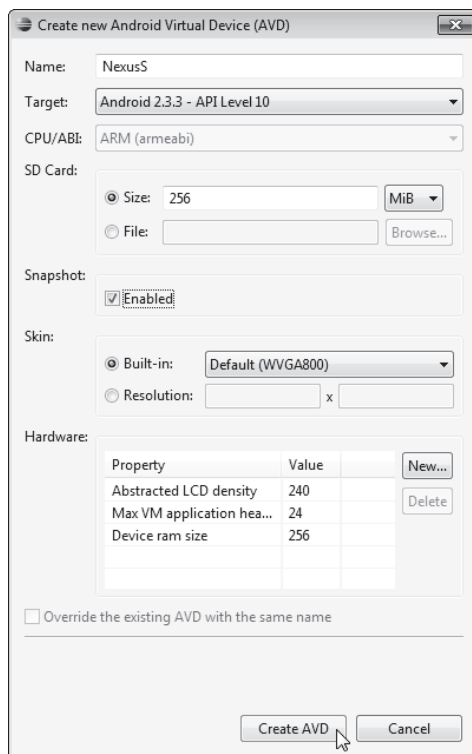 Create new Android Virtual Device (AVD)
Name: NexusS
Target: Android 2.3.3 - API Level 10
CPU/ABI: ARM (armeabi)
SD Card:
Size: 256 MiB
File: Browse...
Snapshot:
Enabled
Skin:
Built-in: Default (WVGA800)
Resolution: x
Hardware:
Property Value New...
Abstracted LCD density 240 Delete
Max VM application hea... 24
Device ram size 256
Override the existing AVD with the same name
Create AVD Cancel